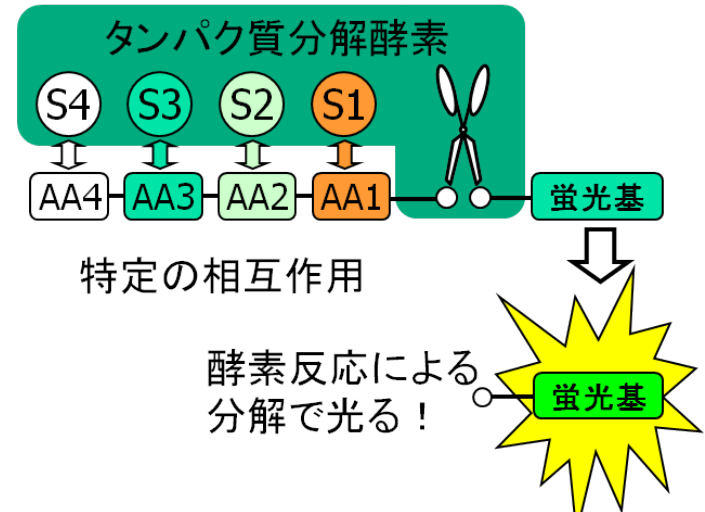 タンパク質分解酵素
S4 S3 S2 S1
AA4 AA3 AA2 AA1 蛍光基
特定の相互作用
酵素反応による
分解で光る！
蛍光基